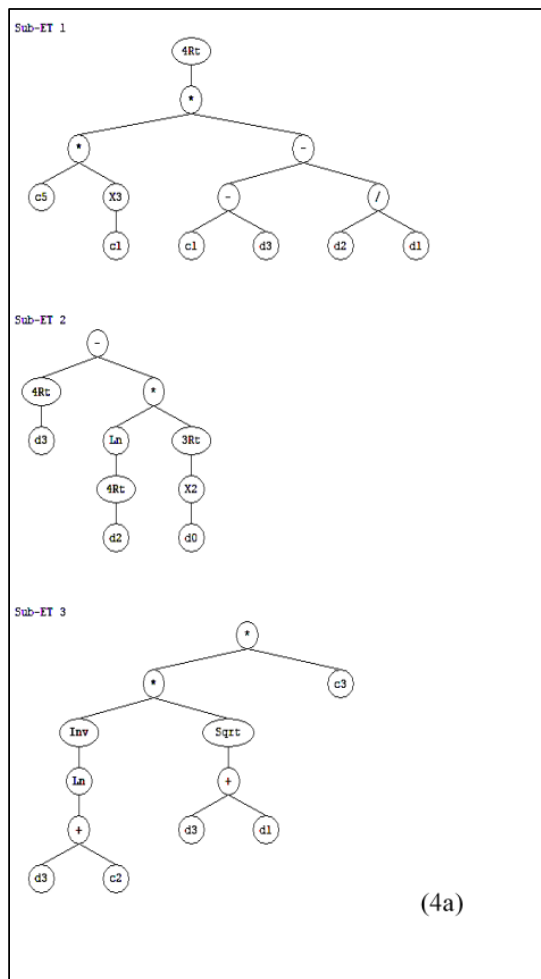 Sub-ET 1
4Rt
*
* -
c5 X3 - /
c1 c1 d3 d2 d1
Sub-ET 2
-
4Rt *
d3 Ln 3Rt
4Rt X2
d2 d0
Sub-ET 3
*
* c3
Inv Sqrt
Ln +
+ d3 d1
d3 c2
(4a)